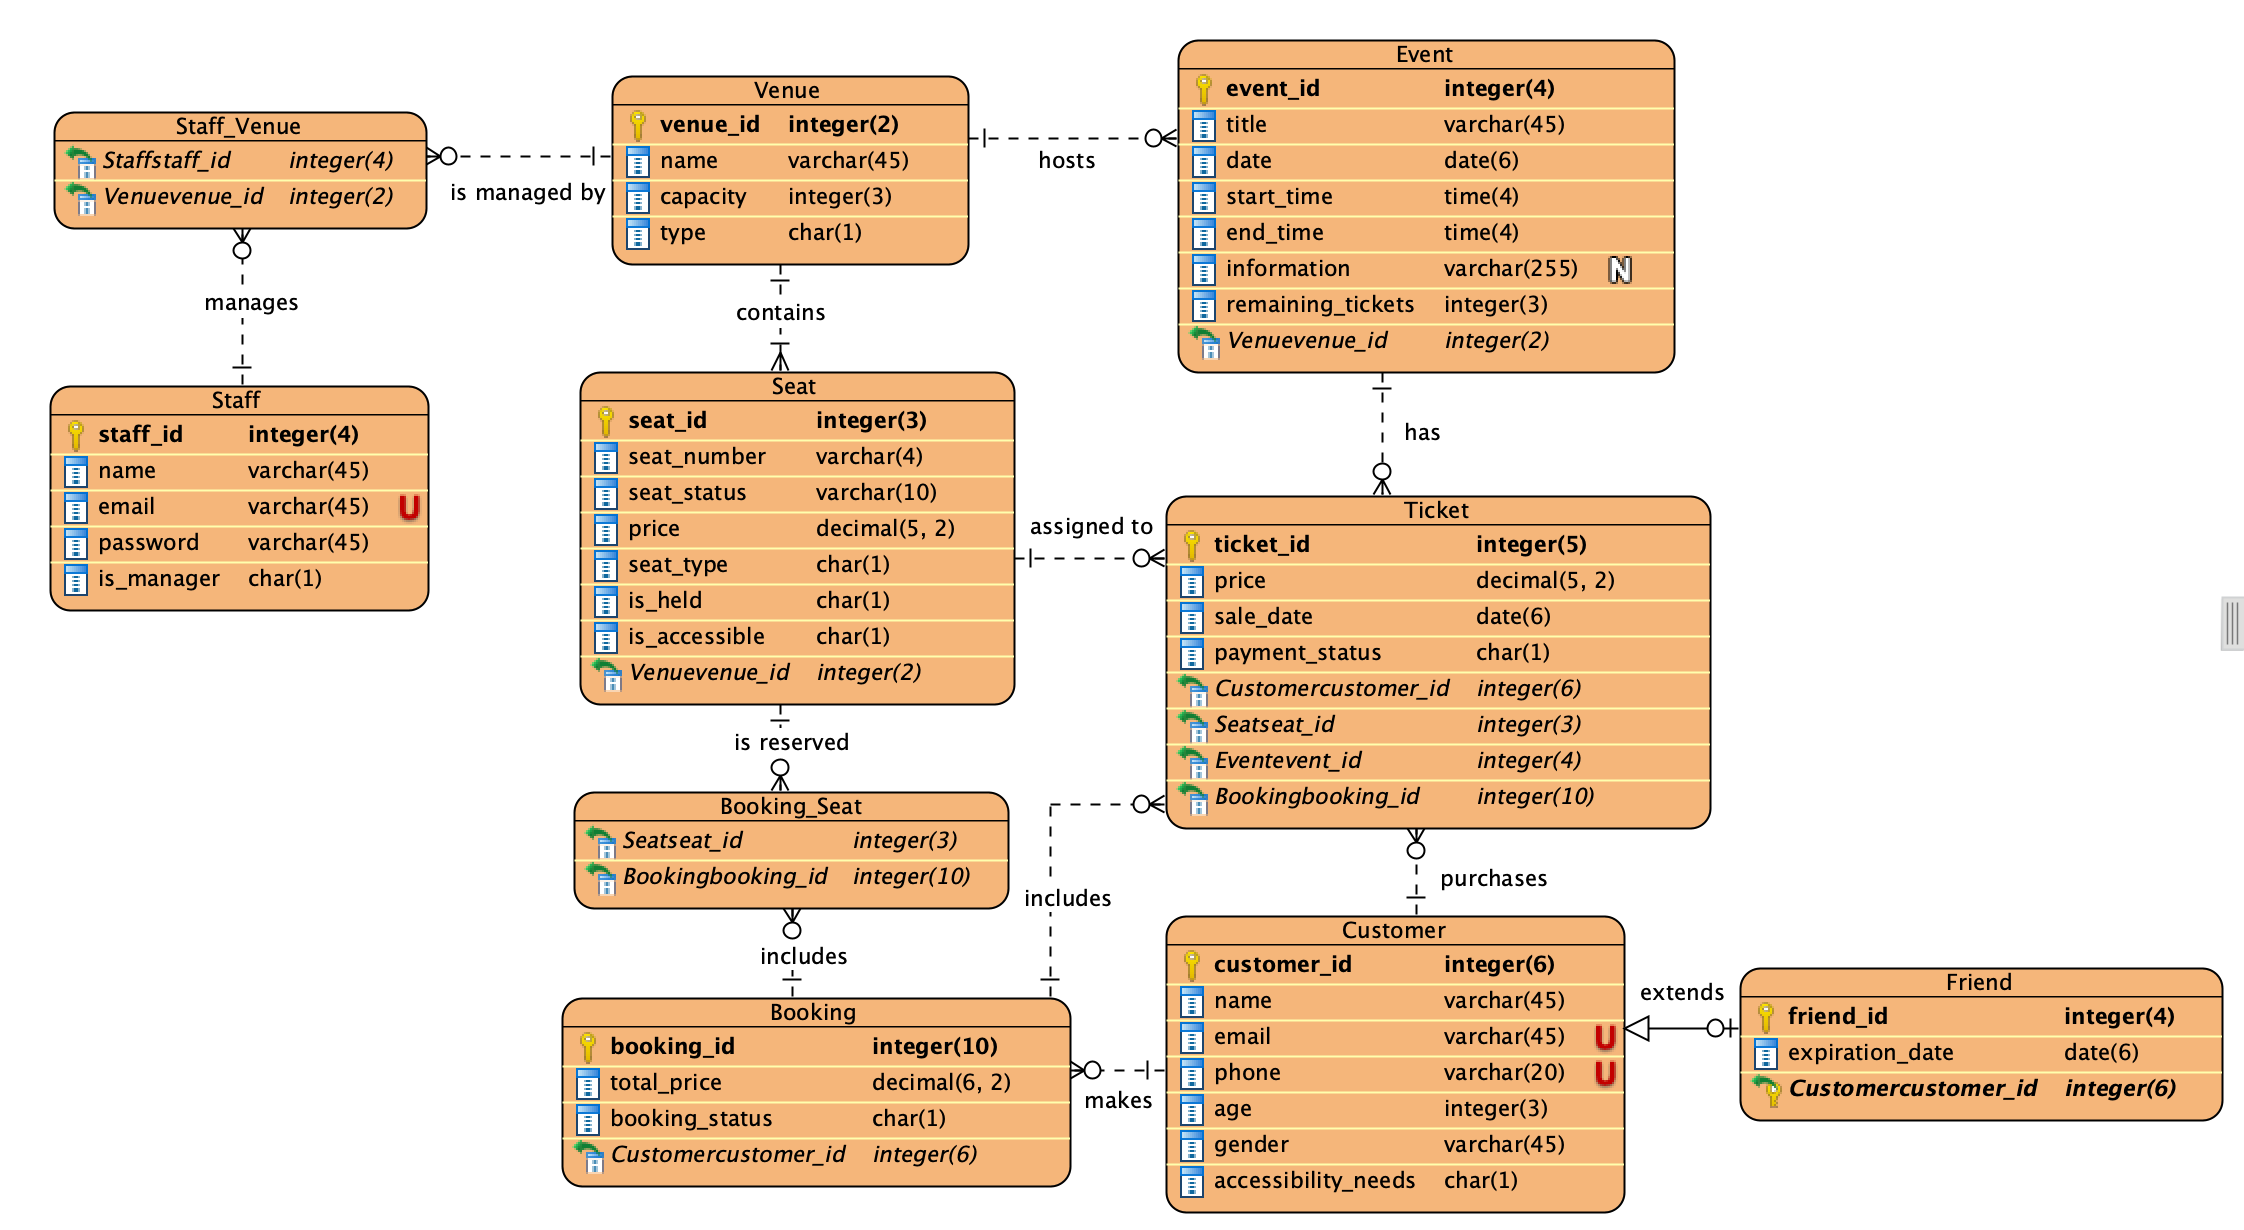 Staff_Venue
Staffstaff_id integer(4)
Venuevenue_id integer(2)
is managed by
Venue
venue_id integer(2)
name varchar(45)
capacity integer(3)
type char(1)
hosts
Event
event_id integer(4)
title varchar(45)
date date(6)
start_time time(4)
end_time time(4)
information varchar(255) N
remaining_tickets integer(3)
Venuevenue_id integer(2)
manages
contains
has
Staff
staff_id integer(4)
name varchar(45)
email varchar(45) U
password varchar(45)
is_manager char(1)
Seat
seat_id integer(3)
seat_number varchar(4)
seat_status varchar(10)
price decimal(5, 2)
seat_type char(1)
is_held char(1)
is_accessible char(1)
Venuevenue_id integer(2)
assigned to
Ticket
ticket_id integer(5)
price decimal(5, 2)
sale_date date(6)
payment_status char(1)
Customercustomer_id integer(6)
Seatseat_id integer(3)
Eventevent_id integer(4)
Bookingbooking_id integer(10)
is reserved
Booking_Seat
Seatseat_id integer(3)
Bookingbooking_id integer(10)
includes
includes
purchases
Booking
booking_id integer(10)
total_price decimal(6, 2)
booking_status char(1)
Customercustomer_id integer(6)
makes
Customer
customer_id integer(6)
name varchar(45)
email varchar(45) U
phone varchar(20) U
age integer(3)
gender varchar(45)
accessibility_needs char(1)
extends
Friend
friend_id integer(4)
expiration_date date(6)
Customercustomer_id integer(6)